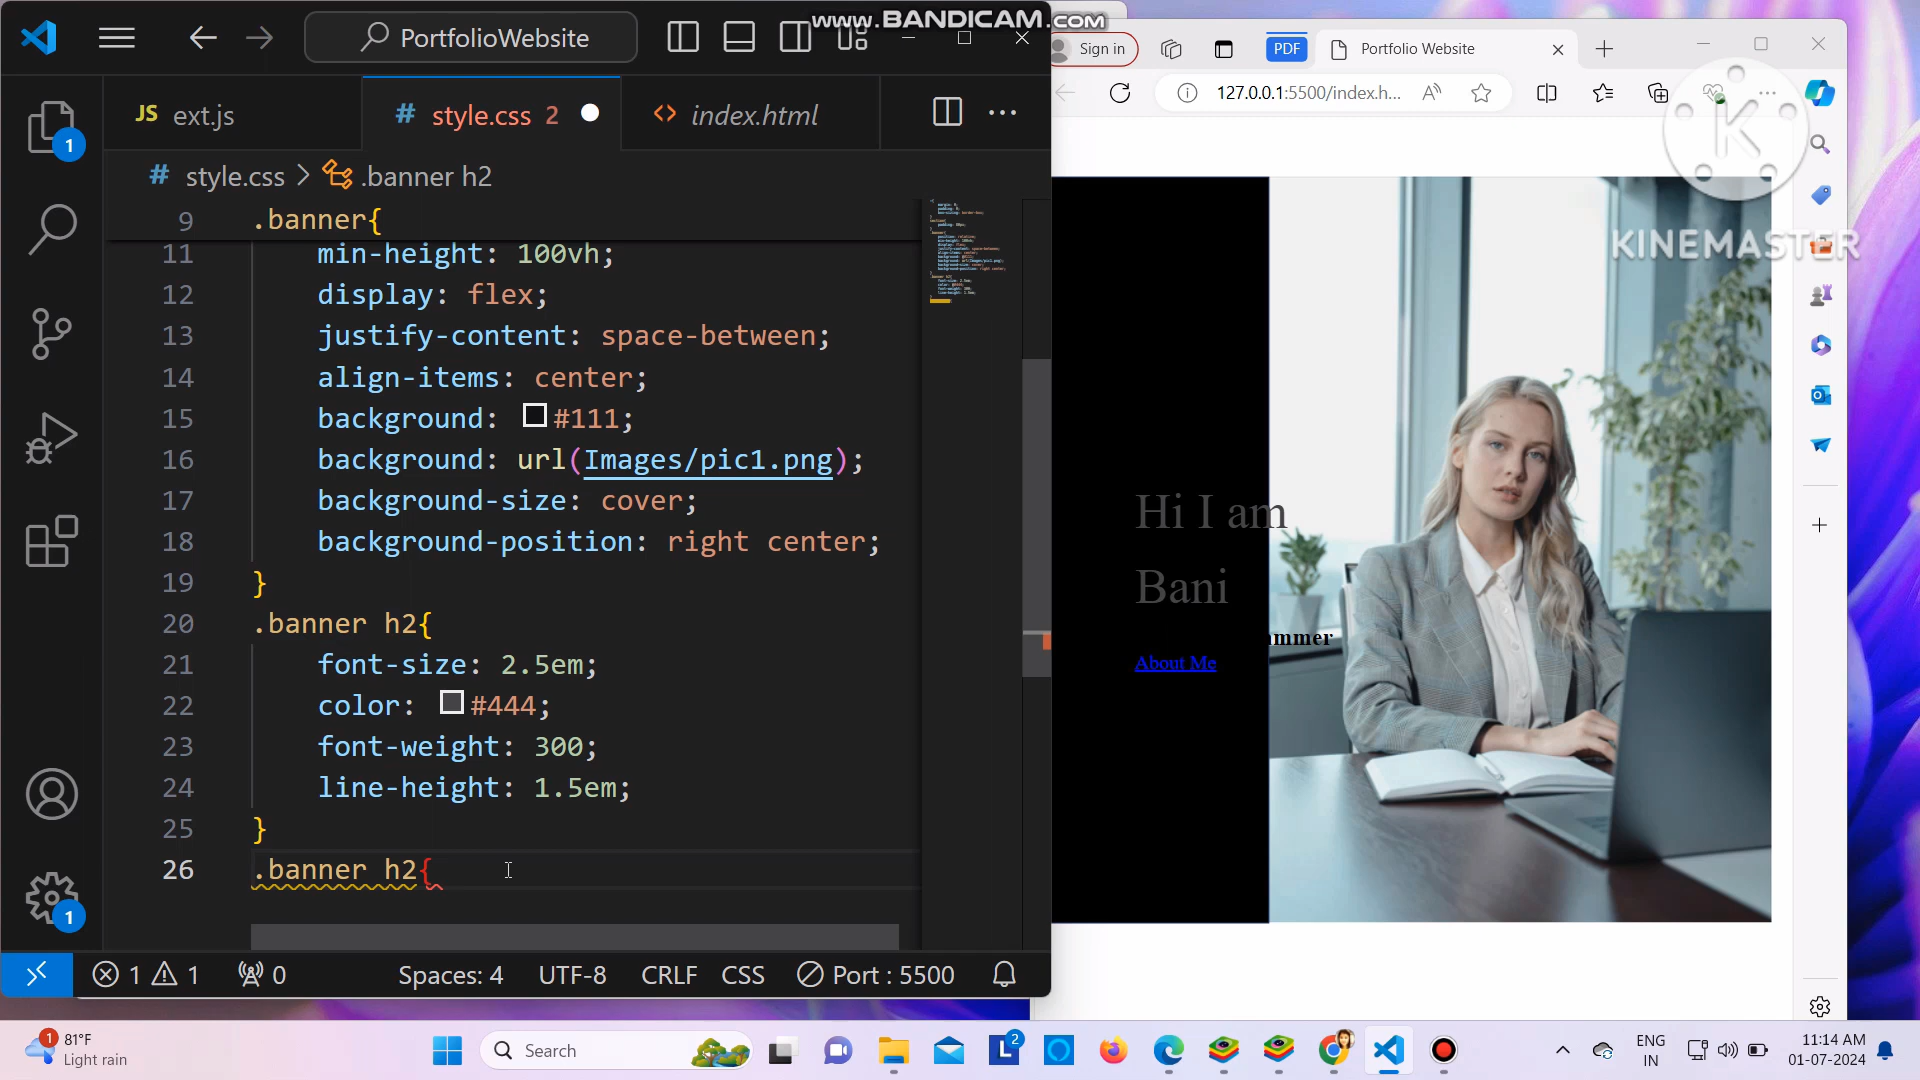 www.BANDICAM.com
PortfolioWebsite
JS ext.js
# style.css 2
<> index.html
# style.css > .banner h2
9 .banner{
11 min-height: 100vh;
12 display: flex;
13 justify-content: space-between;
14 align-items: center;
15 background: #111;
16 background: url(Images/pic1.png);
17 background-size: cover;
18 background-position: right center;
19 }
20 .banner h2{
21 font-size: 2.5em;
22 color: #444;
23 font-weight: 300;
24 line-height: 1.5em;
25 }
26 .banner h2{
1
1
1 1 0 Spaces: 4 UTF-8 CRLF CSS Port : 5500
Sign in PDF Portfolio Website
127.0.0.1:5500/index.h...
K
KINEMASTER
Hi I am
Bani
ammer
About Me
1 81°F
Light rain
Search
L 2
ENG
IN
11:14 AM
01-07-2024